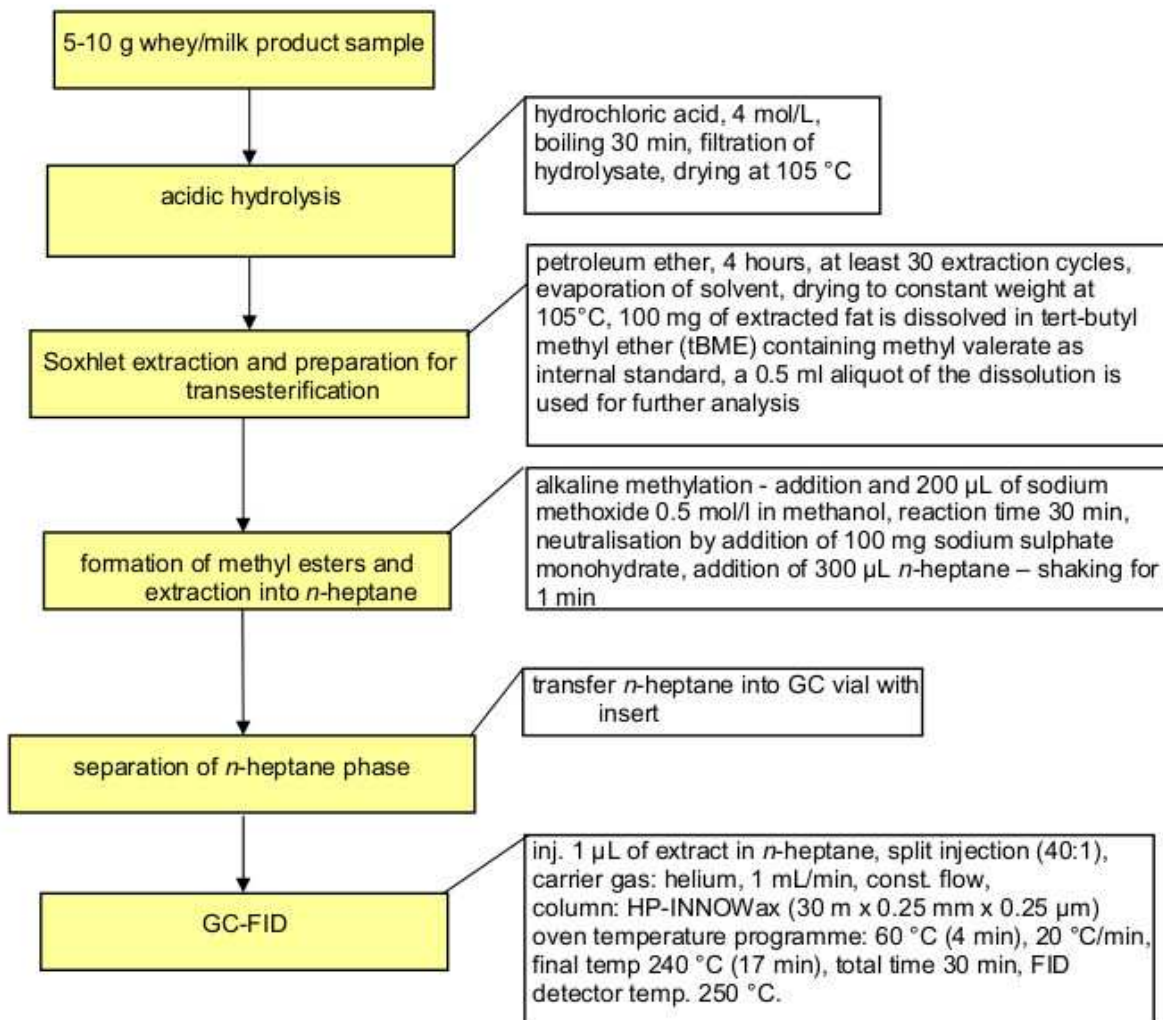 5-10 g whey/milk product sample
hydrochloric acid, 4 mol/L,
boiling 30 min, filtration of
hydrolysate, drying at 105 °C
acidic hydrolysis
petroleum ether, 4 hours, at least 30 extraction cycles,
evaporation of solvent, drying to constant weight at
105°C, 100 mg of extracted fat is dissolved in tert-butyl
methyl ether (tBME) containing methyl valerate as
internal standard, a 0.5 ml aliquot of the dissolution is
used for further analysis
Soxhlet extraction and preparation for
transesterification
alkaline methylation - addition and 200 µL of sodium
methoxide 0.5 mol/l in methanol, reaction time 30 min,
neutralisation by addition of 100 mg sodium sulphate
monohydrate, addition of 300 µL n-heptane – shaking for
1 min
formation of methyl esters and
extraction into n-heptane
transfer n-heptane into GC vial with
insert
separation of n-heptane phase
inj. 1 µL of extract in n-heptane, split injection (40:1),
carrier gas: helium, 1 mL/min, const. flow,
column: HP-INNOWax (30 m x 0.25 mm x 0.25 µm)
oven temperature programme: 60 °C (4 min), 20 °C/min,
final temp 240 °C (17 min), total time 30 min, FID
detector temp. 250 °C.
GC-FID